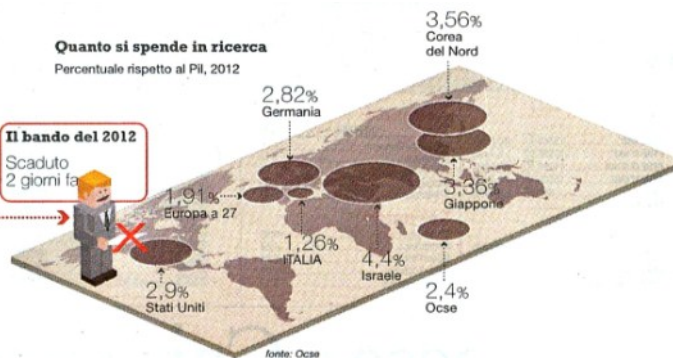 Quanto si spende in ricerca
Percentuale rispetto al Pil, 2012
Il bando del 2012
Scaduto
2 giorni fa
3,56%
Corea
del Nord
2,82%
Germania
1,91%
Europa a 27
1,26%
ITALIA
4,4%
Israele
3,36%
Giappone
2,9%
Stati Uniti
2,4%
Ocse
fonte: Ocse